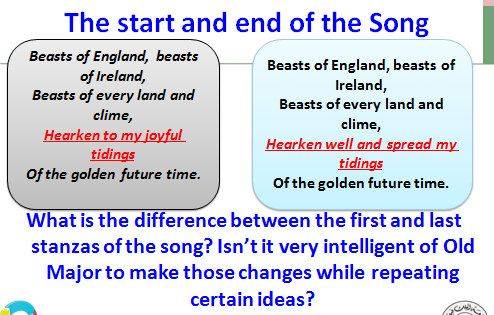 The start and end of the Song
Beasts of England, beasts
of Ireland,
Beasts of every land and
clime,
Hearken to my joyful
tidings
Of the golden future time.
Beasts of England, beasts of
Ireland,
Beasts of every land and
clime,
Hearken well and spread my
tidings
Of the golden future time.
What is the difference between the first and last
stanzas of the song? Isn't it very intelligent of Old
Major to make those changes while repeating
certain ideas?